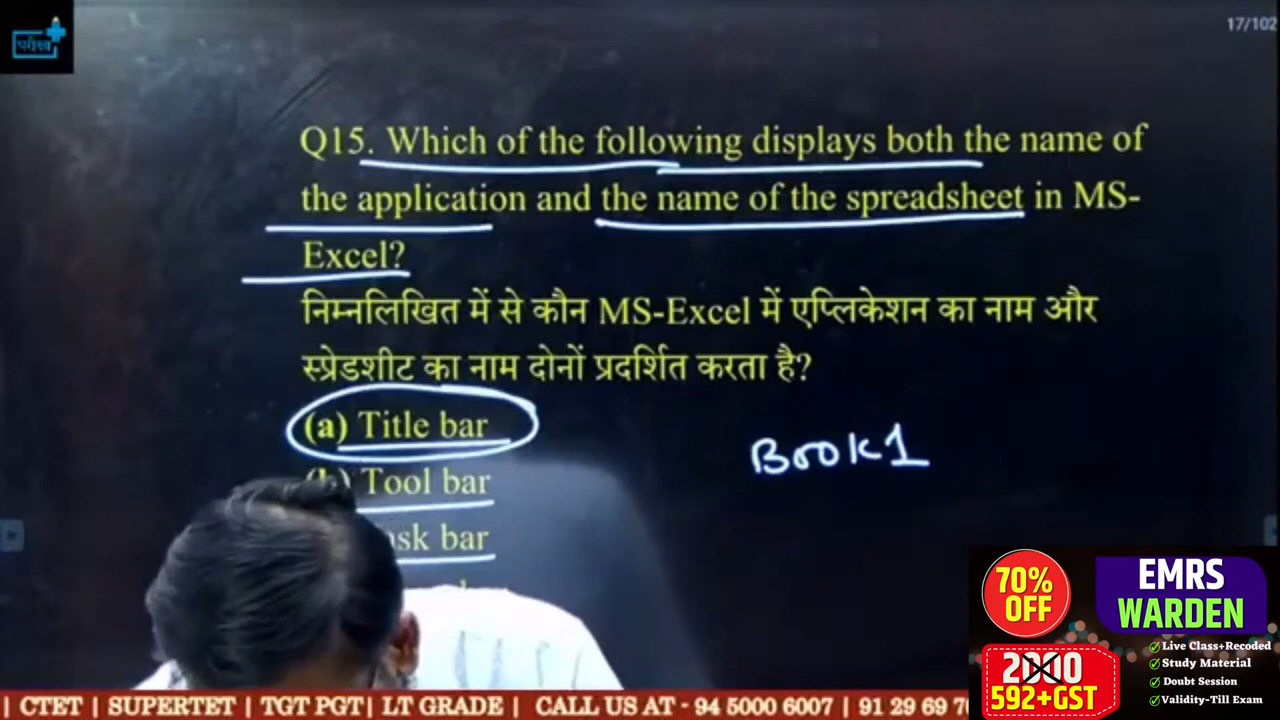 परीक्षा
17/102
Q15. Which of the following displays both the name of
the application and the name of the spreadsheet in MS-
Excel?
निम्नलिखित में से कौन MS-Excel में एप्लिकेशन का नाम और
स्प्रेडशीट का नाम दोनों प्रदर्शित करता है?
(a) Title bar
BOOK1
(b) Tool bar
bar
70%
OFF
EMRS
WARDEN
2000
592+GST
Live Class+Recoded
Study Material
Doubt Session
Validity-Till Exam
| CTET | SUPERTET | TGT PGT LT GRADE | CALL US AT - 94 5000 6007 | 91 29 69